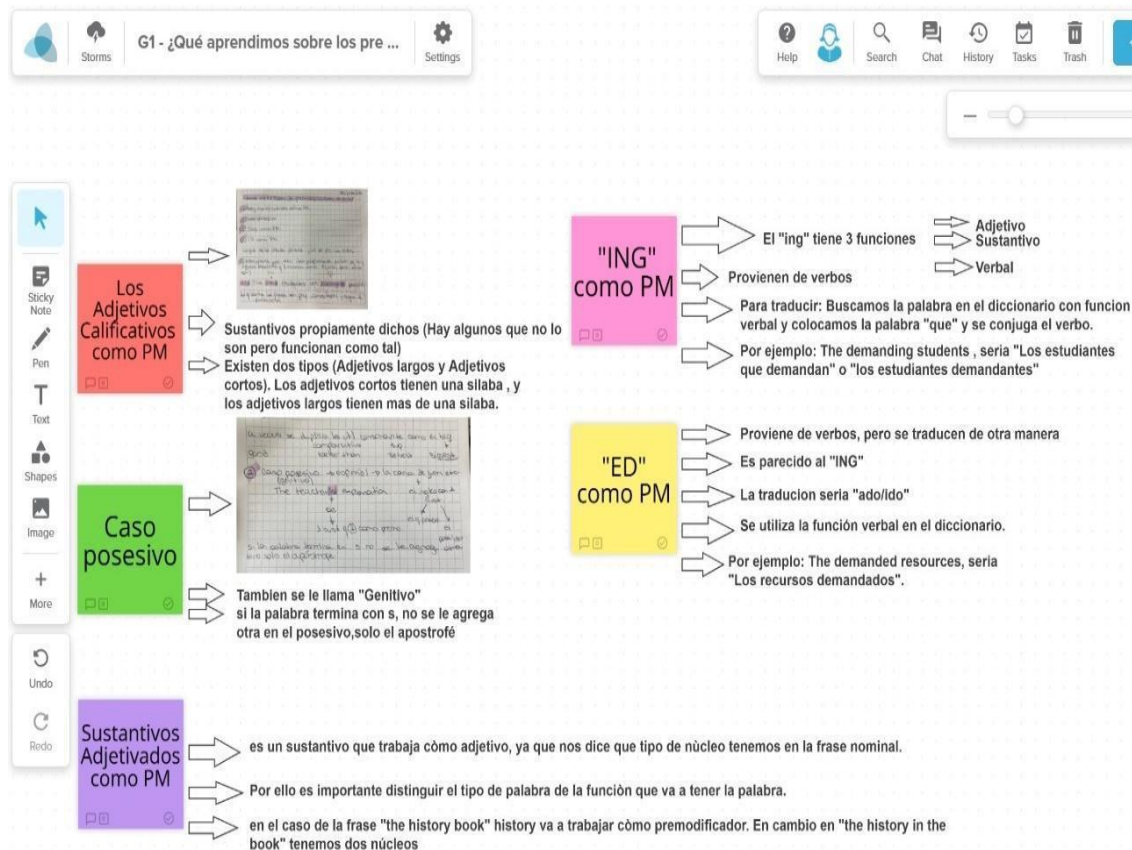 Storms
G1 - ¿Qué aprendimos sobre los pre ...
Settings
Help
Search
Chat
History
Tasks
Trash
Sticky
Note
Pen
Text
Shapes
Image
More
Undo
Redo
Los
Adjetivos
Calificativos
como PM
Sustantivos propiamente dichos (Hay algunos que no lo
son pero funcionan como tal)
Existen dos tipos (Adjetivos largos y Adjetivos
cortos). Los adjetivos cortos tienen una silaba , y
los adjetivos largos tienen mas de una silaba.
Caso
posesivo
Caso posesivo
The explanation
Tambien se le llama "Genitivo"
si la palabra termina con s, no se le agrega
otra en el posesivo,solo el apostrofé
Sustantivos
Adjetivados
como PM
es un sustantivo que trabaja còmo adjetivo, ya que nos dice que tipo de nùcleo tenemos en la frase nominal.
Por ello es importante distinguir el tipo de palabra de la funciòn que va a tener la palabra.
en el caso de la frase "the history book" history va a trabajar còmo premodificador. En cambio en "the history in the
book" tenemos dos núcleos
"ING"
como PM
El "ing" tiene 3 funciones
Adjetivo
Sustantivo
Verbal
Provienen de verbos
Para traducir: Buscamos la palabra en el diccionario con funcion
verbal y colocamos la palabra "que" y se conjuga el verbo.
Por ejemplo: The demanding students , seria "Los estudiantes
que demandan" o "los estudiantes demandantes"
"ED"
como PM
Proviene de verbos, pero se traducen de otra manera
Es parecido al "ING"
La traducion seria "ado/ido"
Se utiliza la función verbal en el diccionario.
Por ejemplo: The demanded resources, seria
"Los recursos demandados".